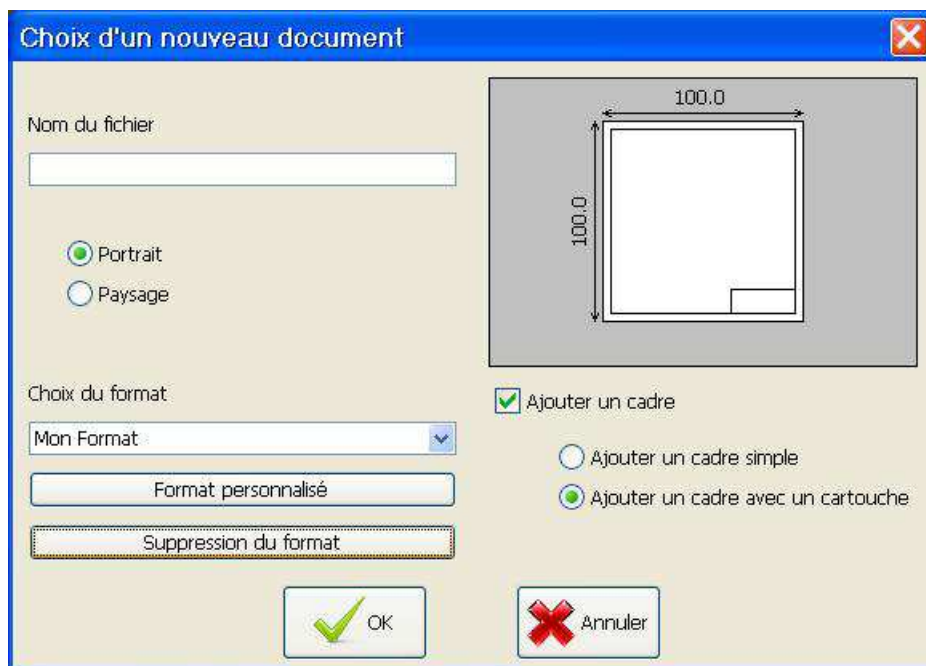 Choix d'un nouveau document
Nom du fichier
Portrait
Paysage
100.0
100.0
Choix du format
Mon Format
Format personnalisé
Suppression du format
Ajouter un cadre
Ajouter un cadre simple
Ajouter un cadre avec un cartouche
OK
Annuler